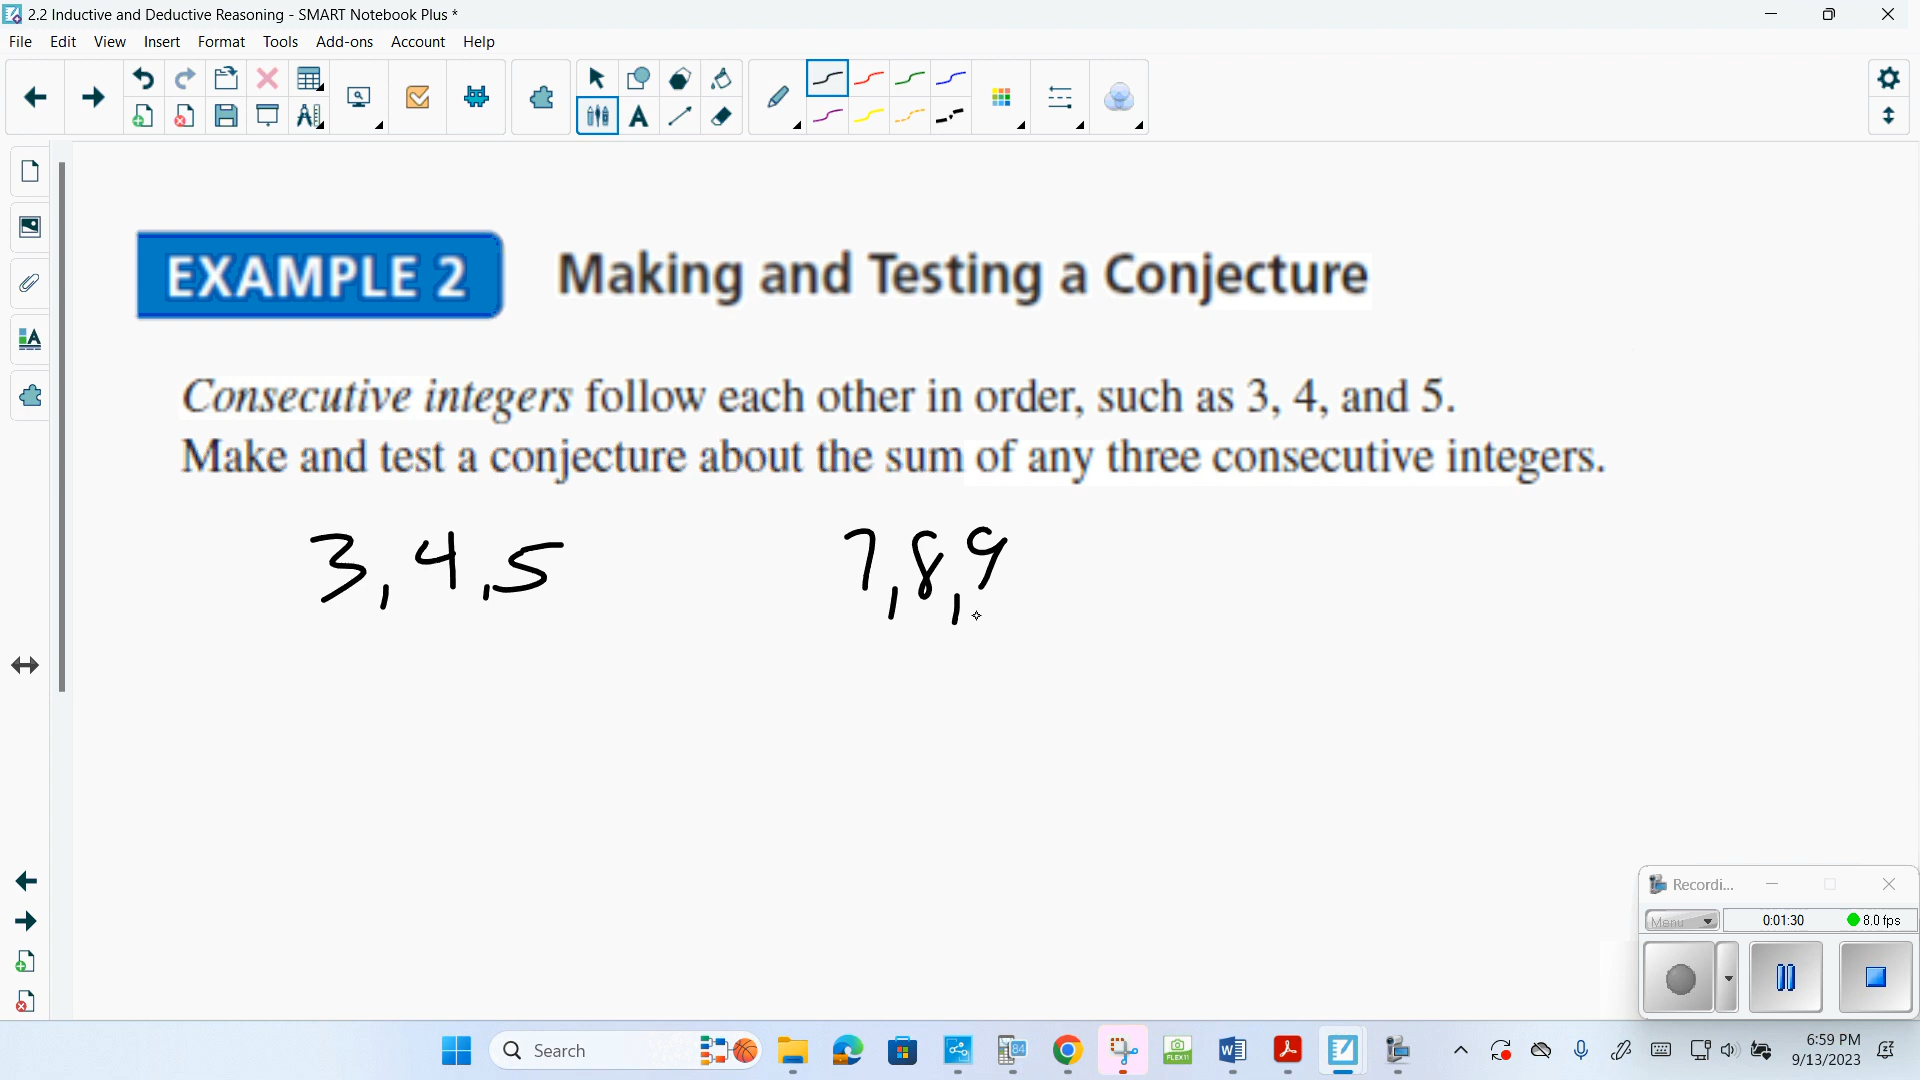 2.2 Inductive and Deductive Reasoning - SMART Notebook Plus *
File Edit View Insert Format Tools Add-ons Account Help
EXAMPLE 2 Making and Testing a Conjecture
Consecutive integers follow each other in order, such as 3, 4, and 5.
Make and test a conjecture about the sum of any three consecutive integers.
3, 4, 5 7, 8, 9
Recordi...
Menu 0:01:30 8.0 fps
Search
6:59 PM
9/13/2023